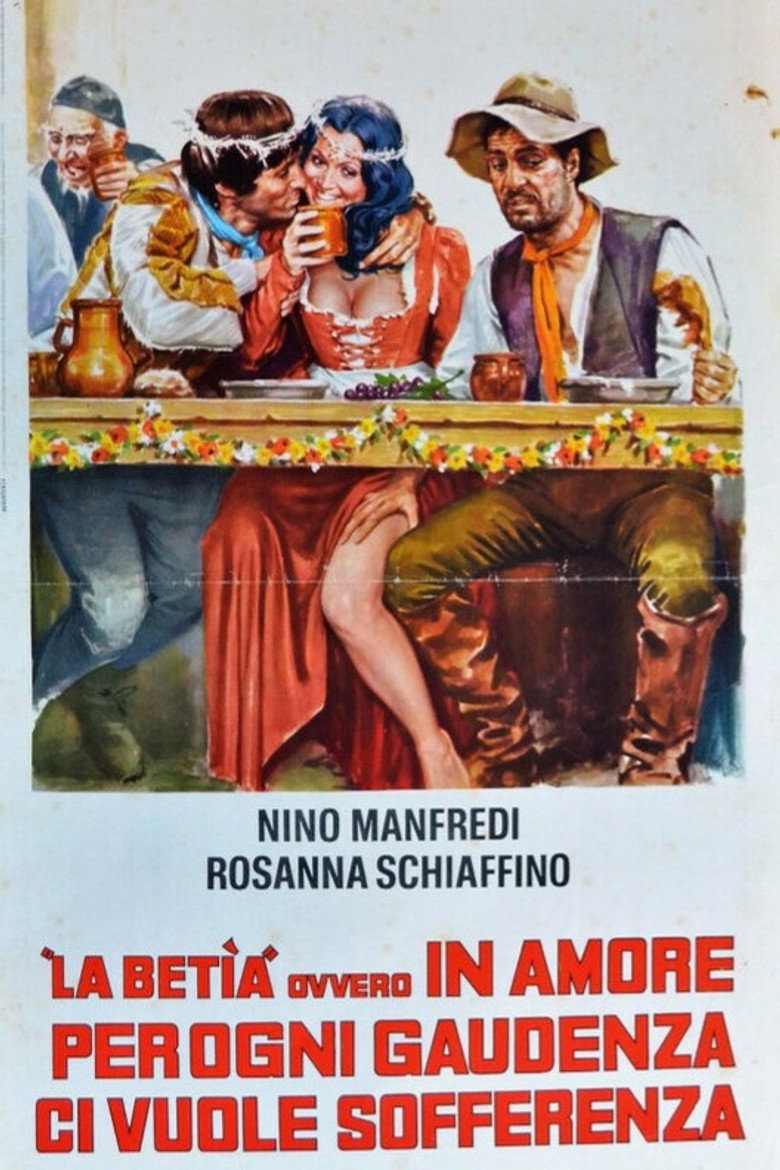 NINO MANFREDI
ROSANNA SCHIAFFINO
"LA BETÌA" OVVERO IN AMORE
PER OGNI GAUDENZA
CI VUOLE SOFFERENZA